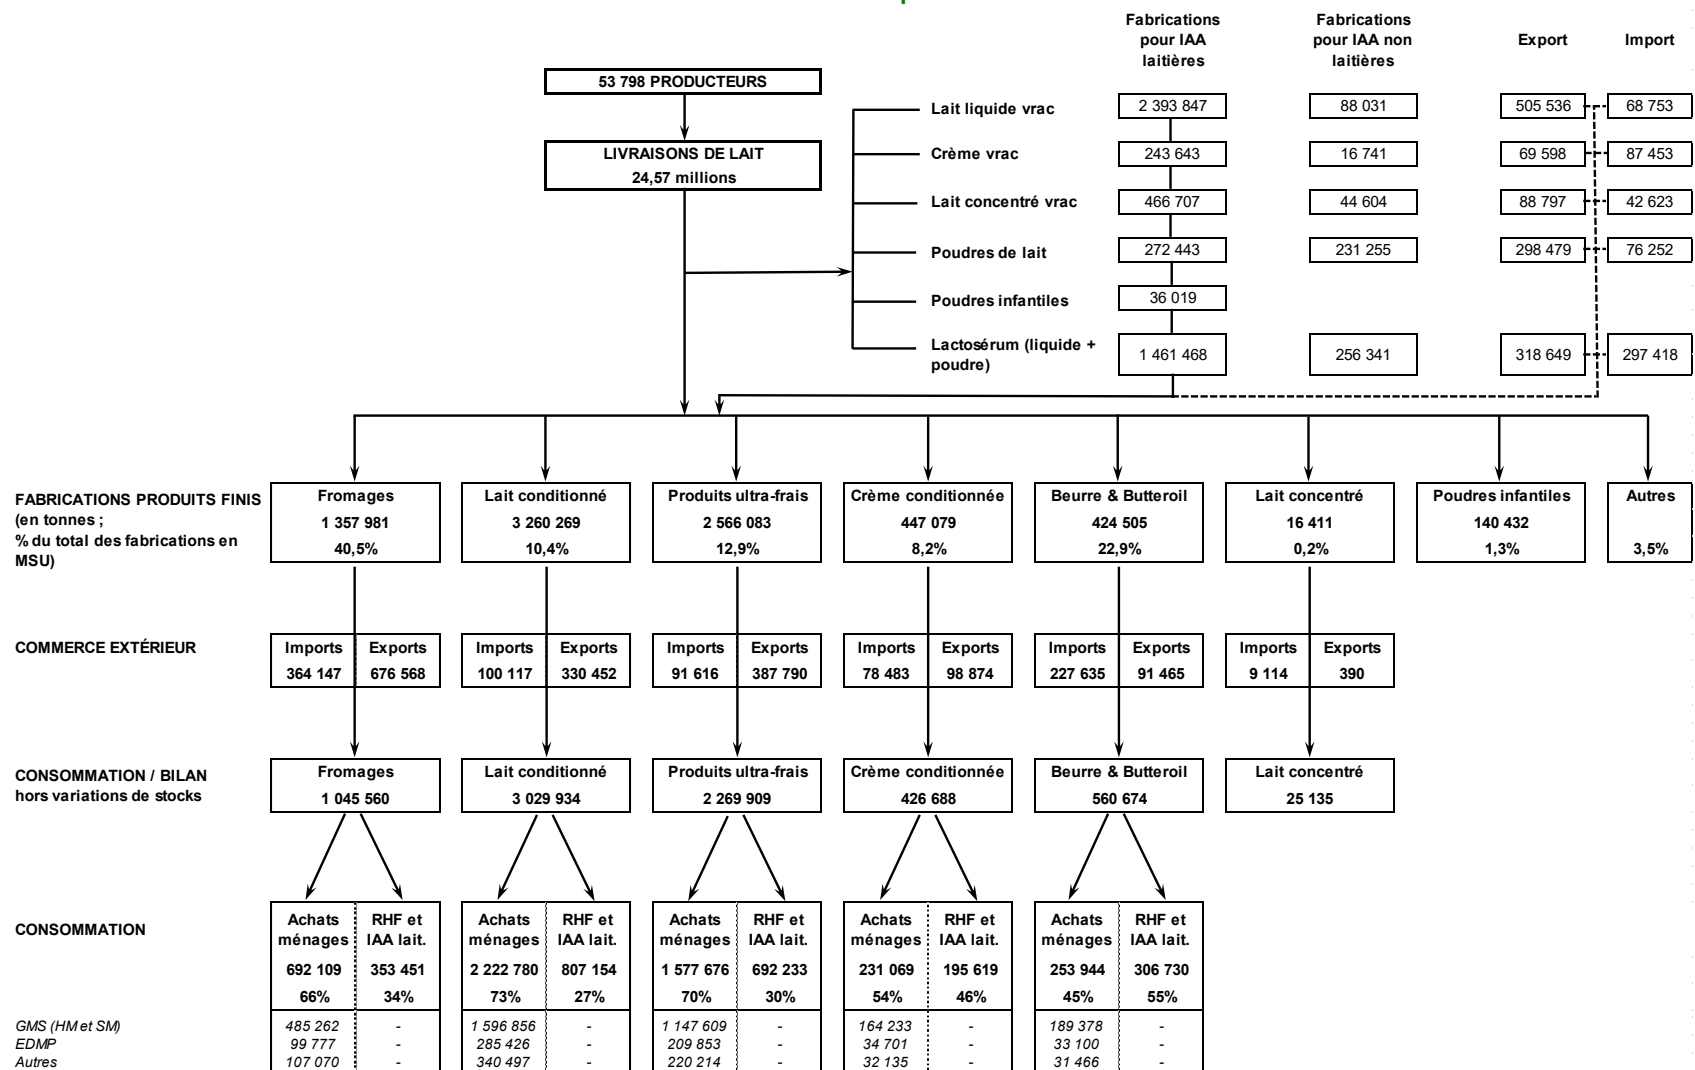 Fabrications
pour IAA
laitières
Fabrications
pour IAA non
laitières
Export
Import
53 798 PRODUCTEURS
LIVRAISONS DE LAIT
24,57 millions
Lait liquide vrac 2 393 847 88 031 505 536 68 753
Crème vrac 243 643 16 741 69 598 87 453
Lait concentré vrac 466 707 44 604 88 797 42 623
Poudres de lait 272 443 231 255 298 479 76 252
Poudres infantiles 36 019
Lactosérum (liquide +
poudre)
1 461 468 256 341 318 649 297 418
FABRICATIONS PRODUITS FINIS
(en tonnes ;
% du total des fabrications en
MSU)
Fromages
1 357 981
40,5%
Lait conditionné
3 260 269
10,4%
Produits ultra-frais
2 566 083
12,9%
Crème conditionnée
447 079
8,2%
Beurre & Butteroil
424 505
22,9%
Lait concentré
16 411
0,2%
Poudres infantiles
140 432
1,3%
Autres
3,5%
COMMERCE EXTÉRIEUR
Imports Exports
364 147 676 568
Imports Exports
100 117 330 452
Imports Exports
91 616 387 790
Imports Exports
78 483 98 874
Imports Exports
227 635 91 465
Imports Exports
9 114 390
CONSOMMATION / BILAN
hors variations de stocks
Fromages
1 045 560
Lait conditionné
3 029 934
Produits ultra-frais
2 269 909
Crème conditionnée
426 688
Beurre & Butteroil
560 674
Lait concentré
25 135
CONSOMMATION
Achats RHF et
ménages IAA lait.
692 109 353 451
66% 34%
Achats RHF et
ménages IAA lait.
2 222 780 807 154
73% 27%
Achats RHF et
ménages IAA lait.
1 577 676 692 233
70% 30%
Achats RHF et
ménages IAA lait.
231 069 195 619
54% 46%
Achats RHF et
ménages IAA lait.
253 944 306 730
45% 55%
GMS (HM et SM) 485 262 - 1 596 856 - 1 147 609 - 164 233 - 189 378 -
EDMP 99 777 - 285 426 - 209 853 - 34 701 - 33 100 -
Autres 107 070 - 340 497 - 220 214 - 32 135 - 31 466 -